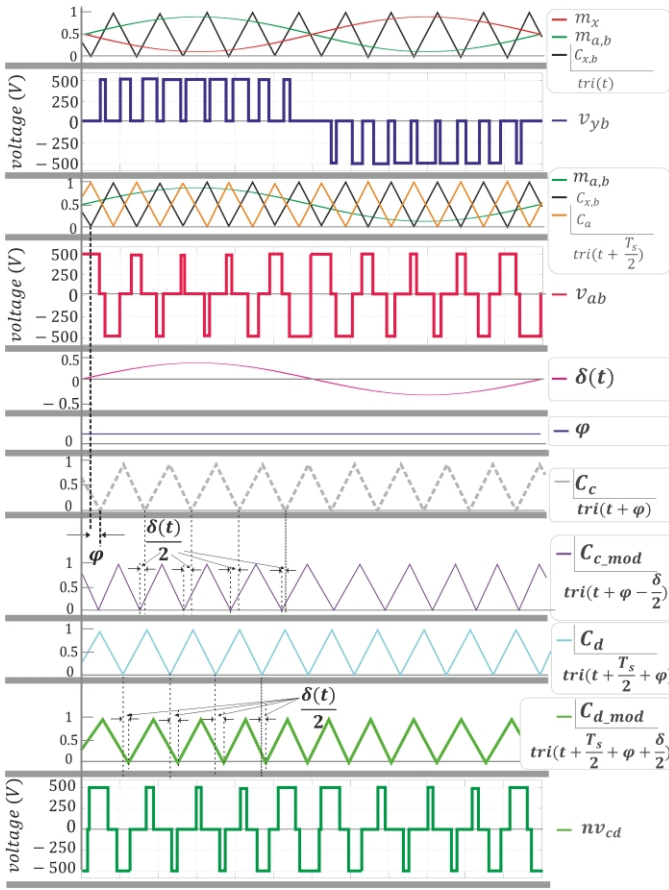 1
0.5
0
m_x
m_{a,b}
C_{x,b}
tri(t)
voltage (V)
500
250
0
− 250
− 500
v_{yb}
1
0.5
0
m_{a,b}
C_{x,b}
C_a
tri(t + T_s/2)
voltage (V)
500
250
0
− 250
− 500
v_{ab}
0.5
0
− 0.5
δ(t)
0
φ
1
0.5
0
C_c
tri(t + φ)
φ
δ(t)/2
1
0.5
0
C_{c_mod}
tri(t + φ − δ/2)
1
0.5
0
C_d
tri(t + T_s/2 + φ)
δ(t)/2
1
0.5
0
C_{d_mod}
tri(t + T_s/2 + φ + δ/2)
voltage (V)
500
250
0
− 250
− 500
nv_{cd}